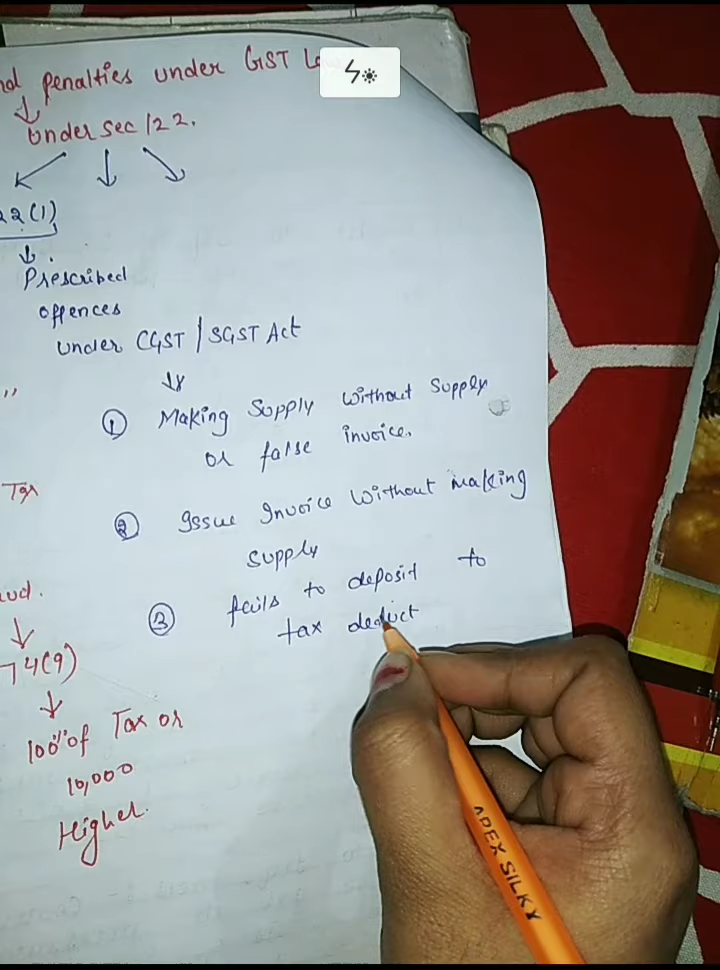 nd penalties under GST L
Under sec 122.
22(1)
Prescribed
offences
under CGST / SGST Act
① Making Supply without Supply
or false invoice.
② Issue Invoice without making
supply
③ fails to deposit to
tax deduct
"
Tax
ud.
74(9)
100% of Tax or
10,000
Higher.
APEX SILKY